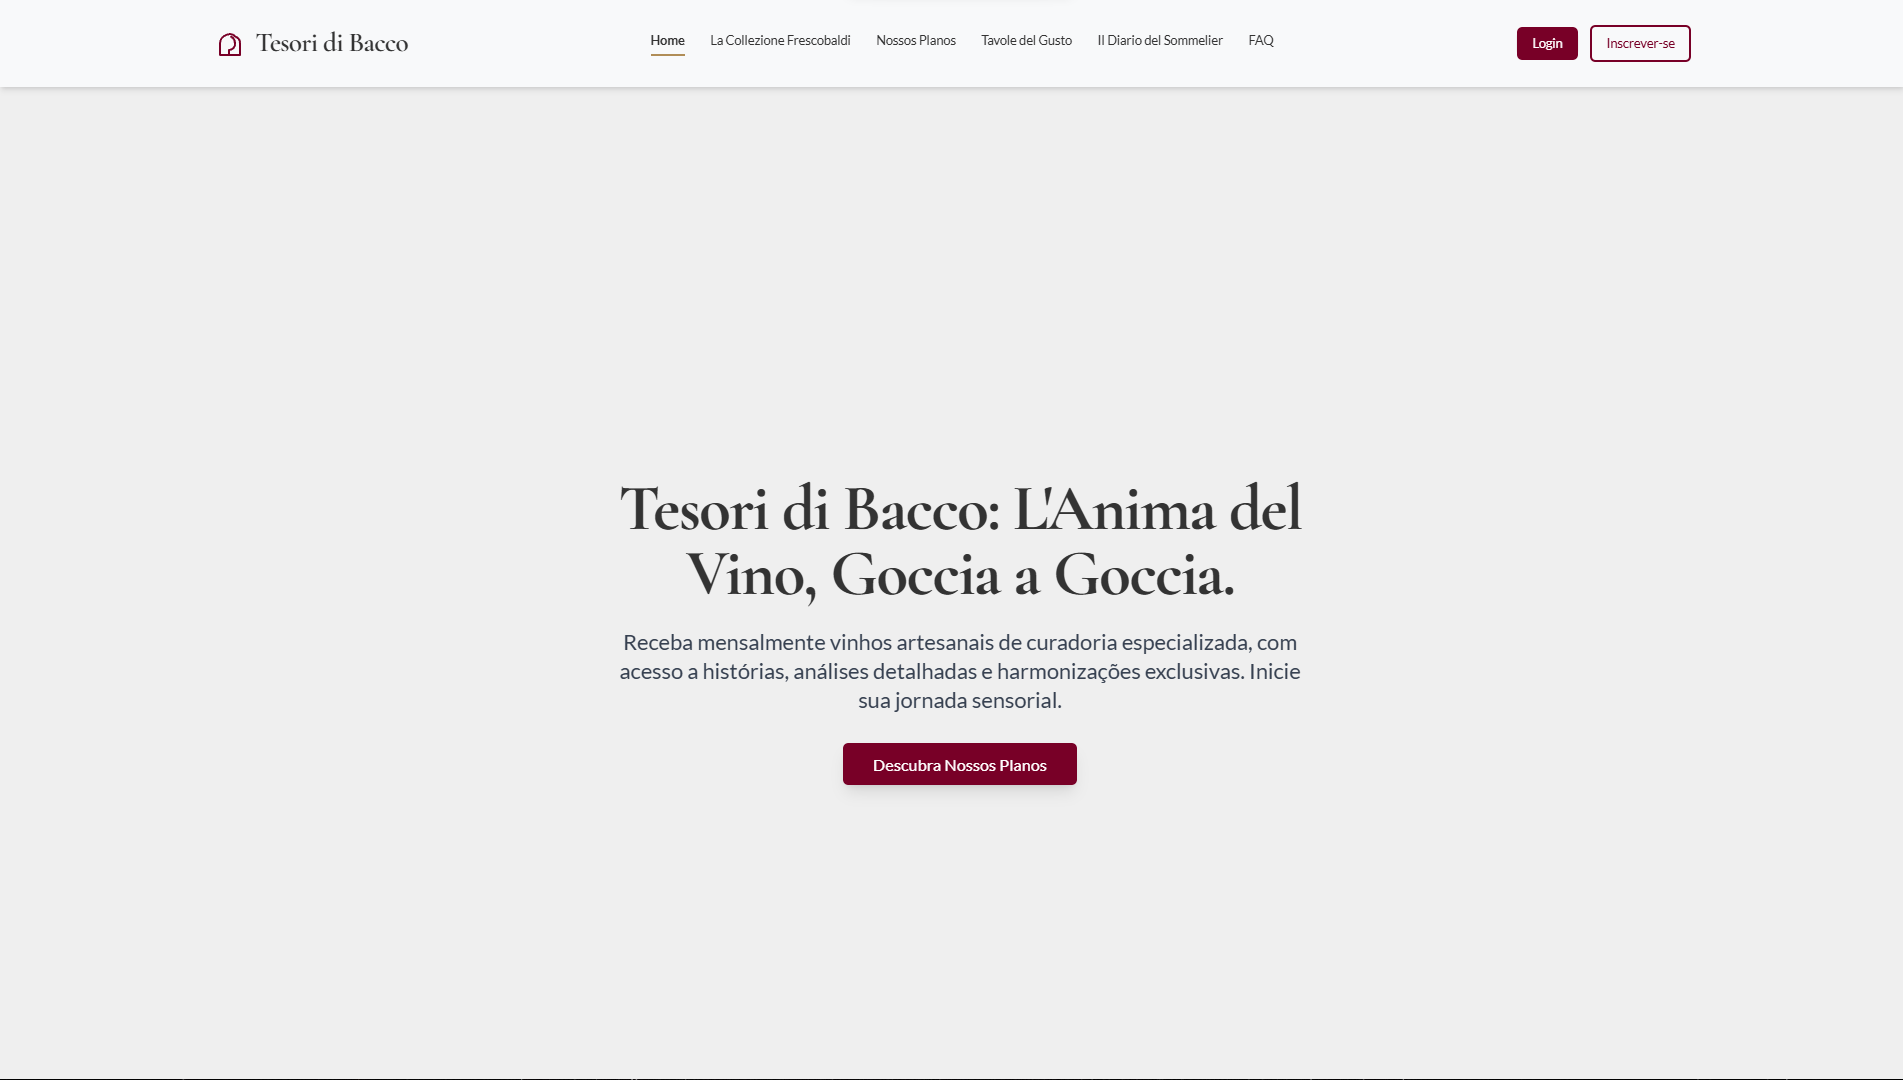 Tesori di Bacco
Home
La Collezione Frescobaldi
Nossos Planos
Tavole del Gusto
Il Diario del Sommelier
FAQ
Login
Inscrever-se
Tesori di Bacco: L'Anima del
Vino, Goccia a Goccia.
Receba mensalmente vinhos artesanais de curadoria especializada, com
acesso a histórias, análises detalhadas e harmonizações exclusivas. Inicie
sua jornada sensorial.
Descubra Nossos Planos